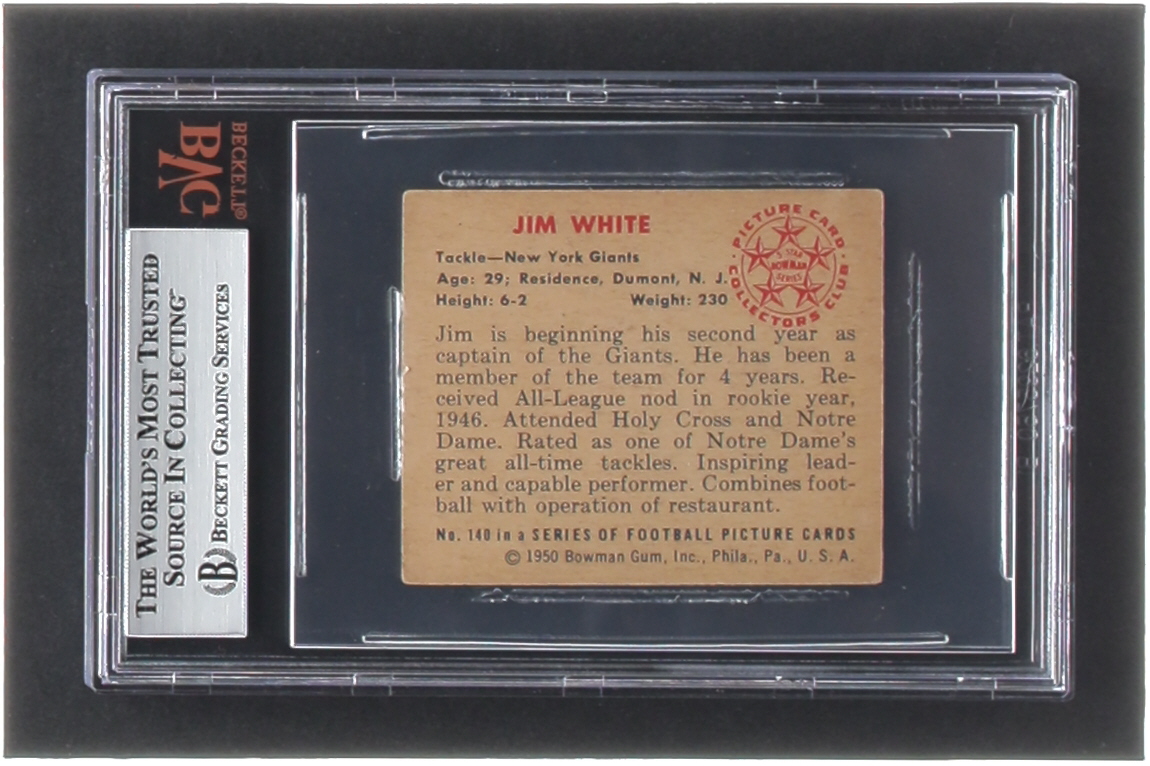 BECKETT®
BVG
THE WORLD'S MOST TRUSTED
SOURCE IN COLLECTING™
B BECKETT GRADING SERVICES
JIM WHITE
PICTURE CARD
COLLECTORS CLUB
5-STAR
BOWMAN
SERIES
Tackle—New York Giants
Age: 29; Residence, Dumont, N. J.
Height: 6-2 Weight: 230
Jim is beginning his second year as
captain of the Giants. He has been a
member of the team for 4 years. Re-
ceived All-League nod in rookie year,
1946. Attended Holy Cross and Notre
Dame. Rated as one of Notre Dame's
great all-time tackles. Inspiring lead-
er and capable performer. Combines foot-
ball with operation of restaurant.
No. 140 in a SERIES OF FOOTBALL PICTURE CARDS
© 1950 Bowman Gum, Inc., Phila., Pa., U. S. A.